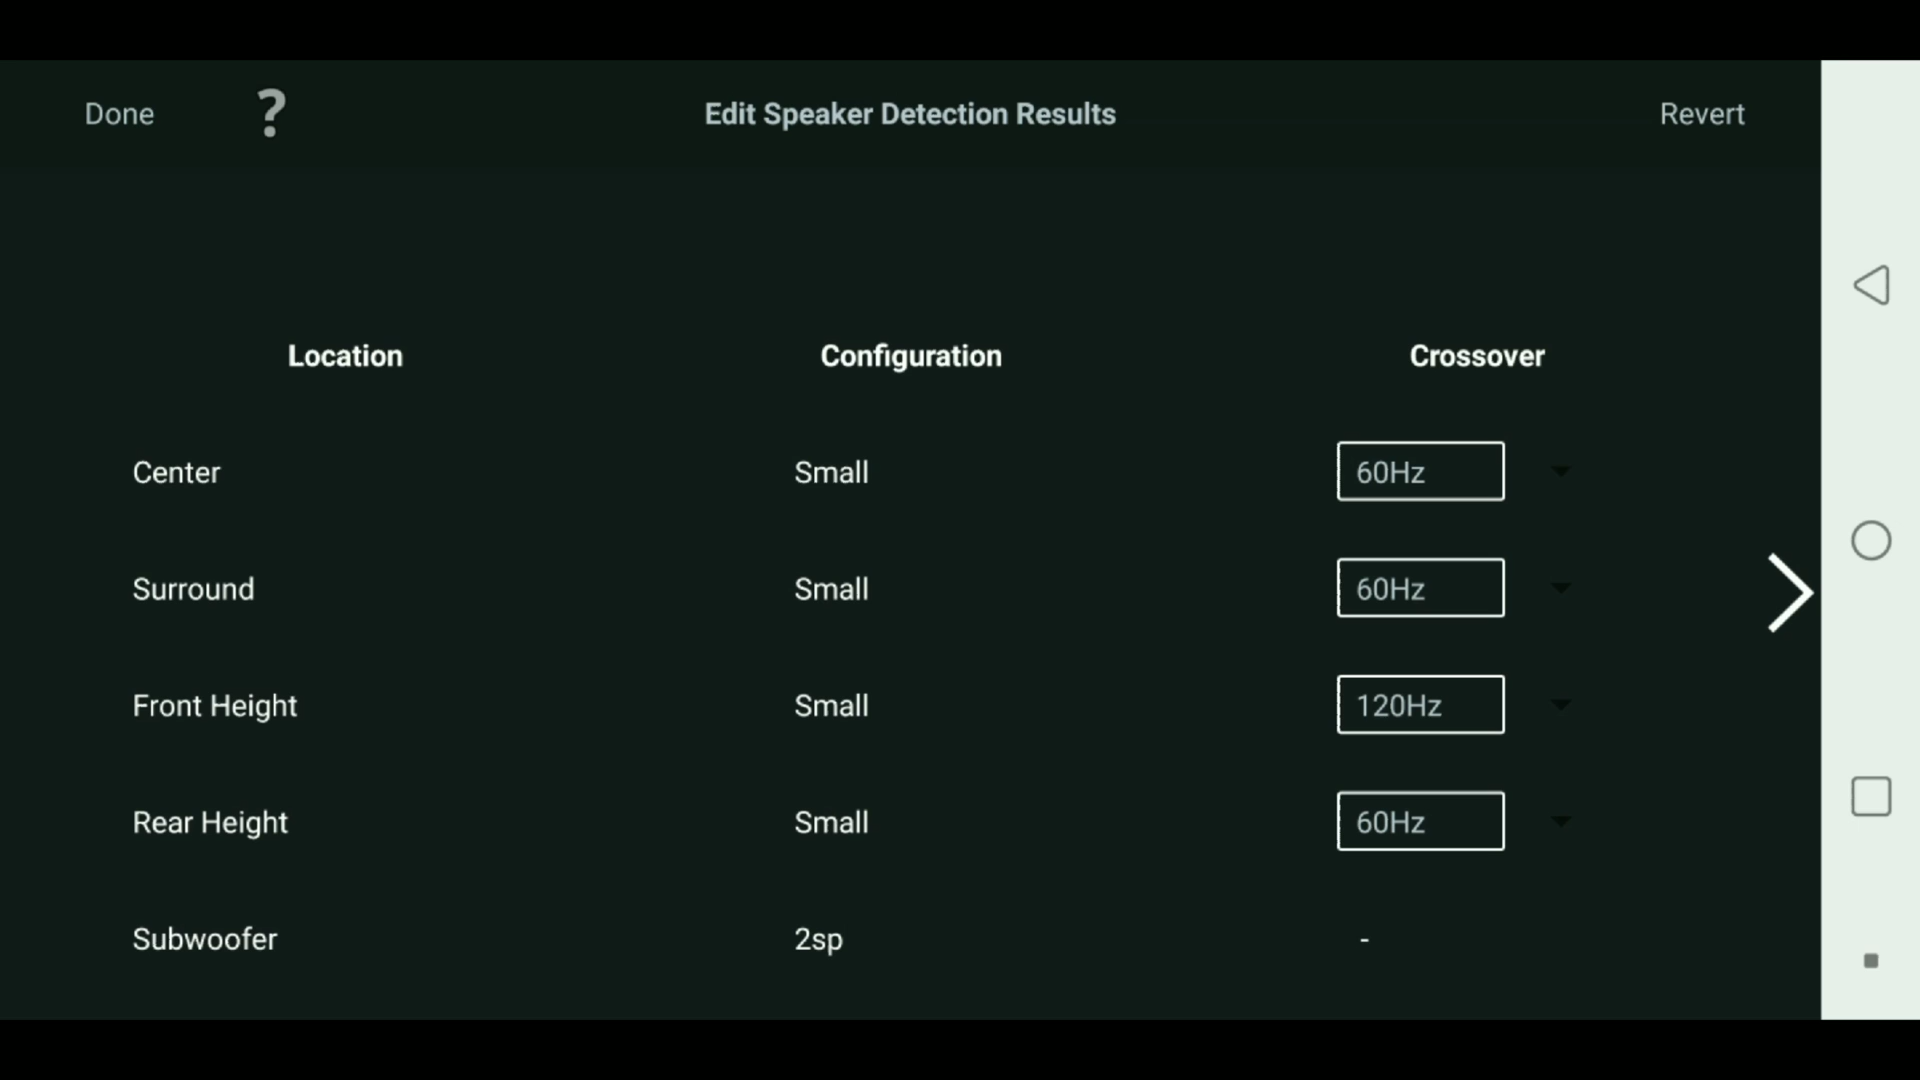 Done ? Edit Speaker Detection Results Revert
Location Configuration Crossover
Center Small 60Hz
Surround Small 60Hz
Front Height Small 120Hz
Rear Height Small 60Hz
Subwoofer 2sp -